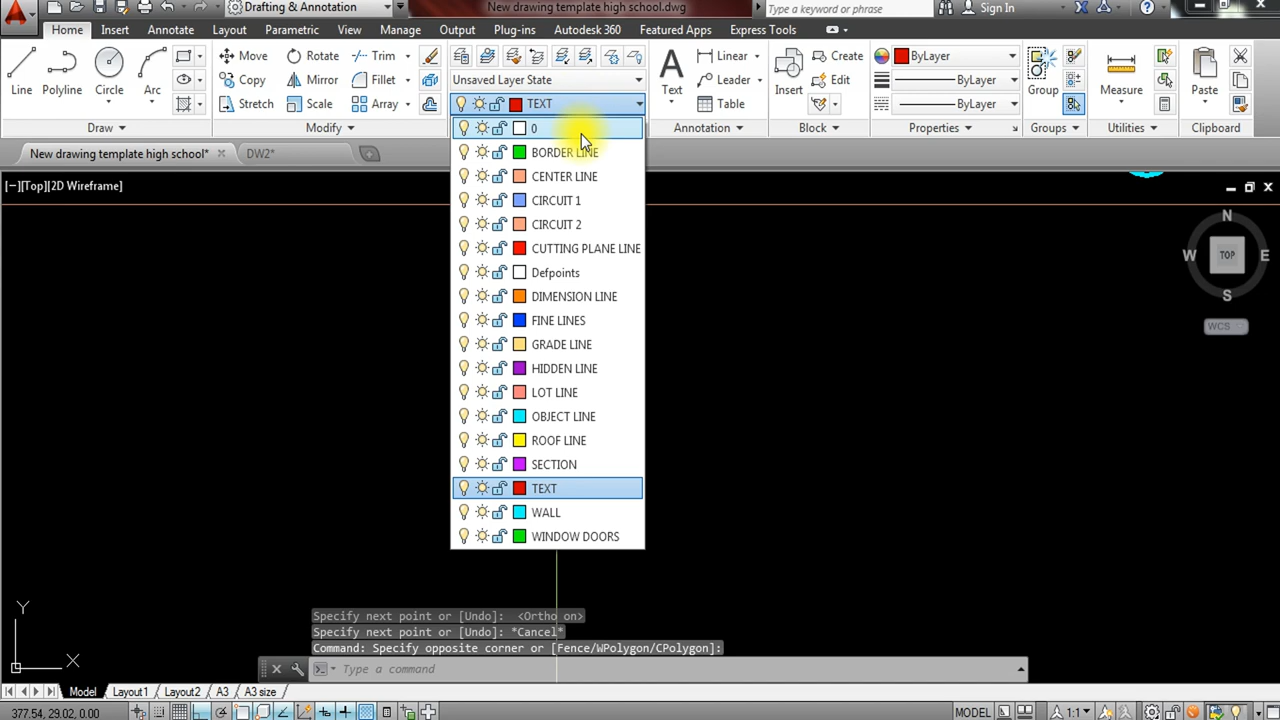 Drafting & Annotation
New drawing template high school.dwg
Type a keyword or phrase
Sign In
Home Insert Annotate Layout Parametric View Manage Output Plug-ins Autodesk 360 Featured Apps Express Tools
Move Rotate Trim
Unsaved Layer State
Linear Create ByLayer
Line Polyline Circle Arc
Copy Mirror Fillet
Text Leader Insert Edit ByLayer Group Measure Paste
Stretch Scale Array
TEXT
Table ByLayer
Draw Modify Annotation Block Properties Groups Utilities Clipboard
0
New drawing template high school* DW2*
BORDER LINE
[−][Top][2D Wireframe]
CENTER LINE
CIRCUIT 1
CIRCUIT 2
CUTTING PLANE LINE
Defpoints
DIMENSION LINE
FINE LINES
GRADE LINE
HIDDEN LINE
LOT LINE
OBJECT LINE
ROOF LINE
SECTION
TEXT
WALL
WINDOW DOORS
N
W TOP E
S
WCS
Y
X
Specify next point or [Undo]: <Ortho on>
Specify next point or [Undo]: *Cancel*
Command: Specify opposite corner or [Fence/WPolygon/CPolygon]:
Type a command
Model Layout1 Layout2 A3 A3 size
377.54, 29.02, 0.00 MODEL 1:1